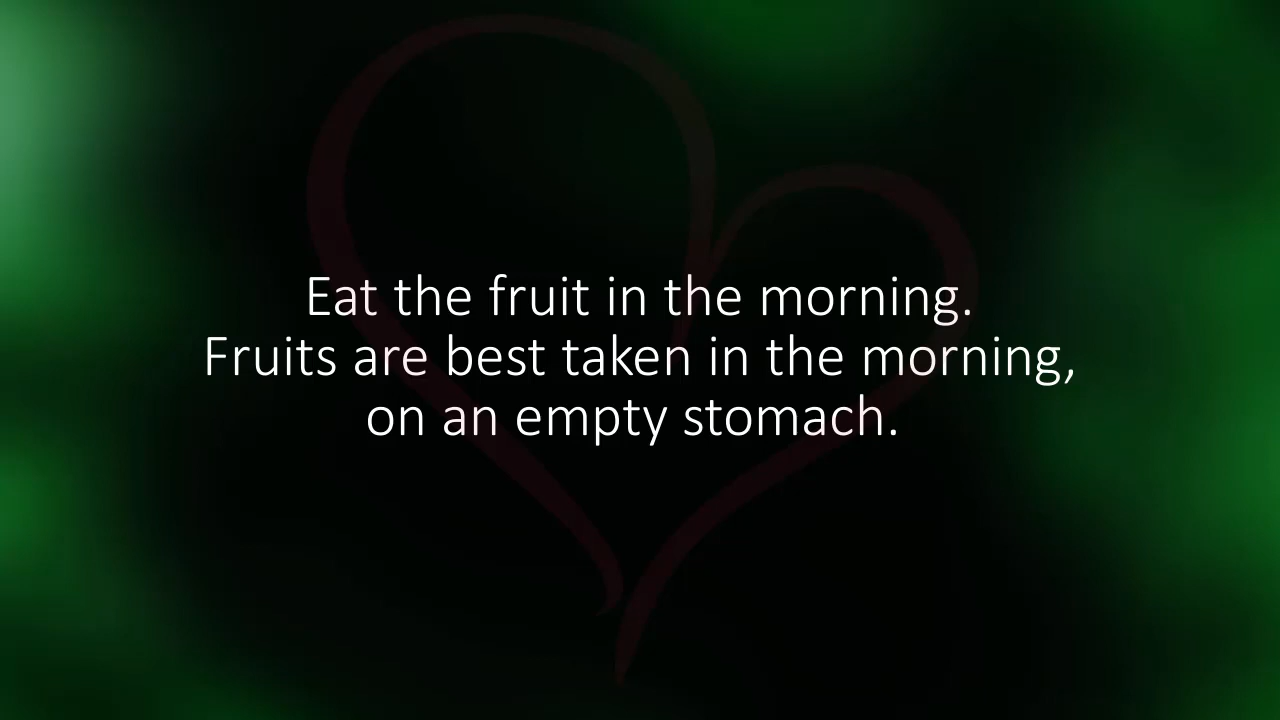 Eat the fruit in the morning.
Fruits are best taken in the morning,
on an empty stomach.